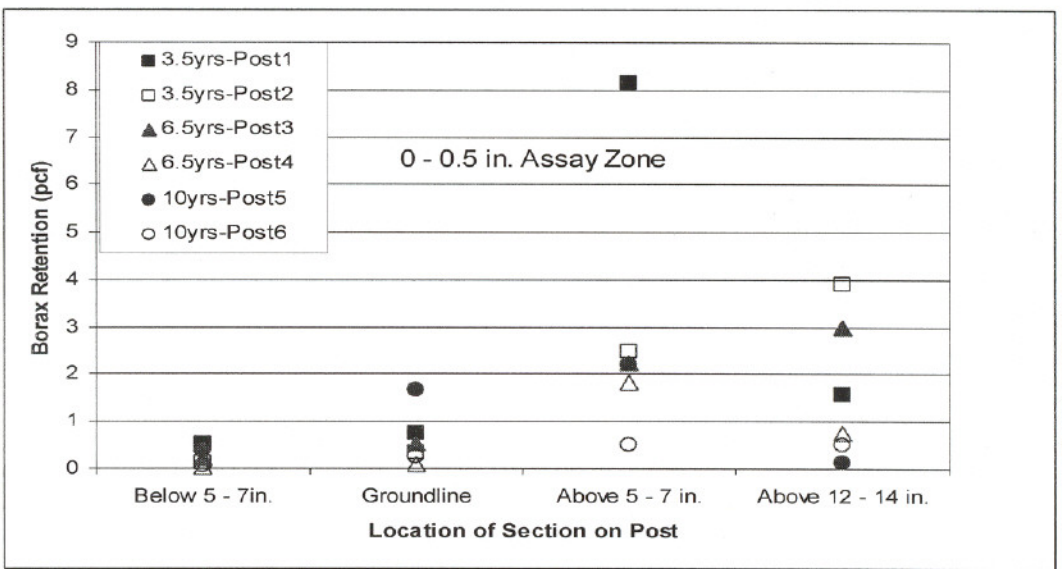 9
8
7
6
5
4
3
2
1
0
Borax Retention (pcf)
3.5yrs-Post1
3.5yrs-Post2
6.5yrs-Post3
6.5yrs-Post4
10yrs-Post5
10yrs-Post6
0 - 0.5 in. Assay Zone
Below 5 - 7in.
Groundline
Above 5 - 7 in.
Above 12 - 14 in.
Location of Section on Post